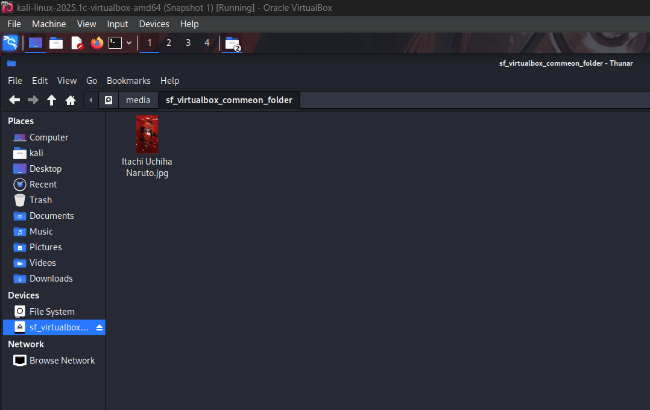 kali-linux-2025.1c-virtualbox-amd64 (Snapshot 1) [Running] - Oracle VirtualBox
File Machine View Input Devices Help
1 2 3 4 2
sf_virtualbox_commeon_folder - Thunar
File Edit View Go Bookmarks Help
media sf_virtualbox_commeon_folder
Places
Computer
kali
Desktop
Recent
Trash
Documents
Music
Pictures
Videos
Downloads
Devices
File System
sf_virtualbox...
Network
Browse Network
Itachi Uchiha
Naruto.jpg